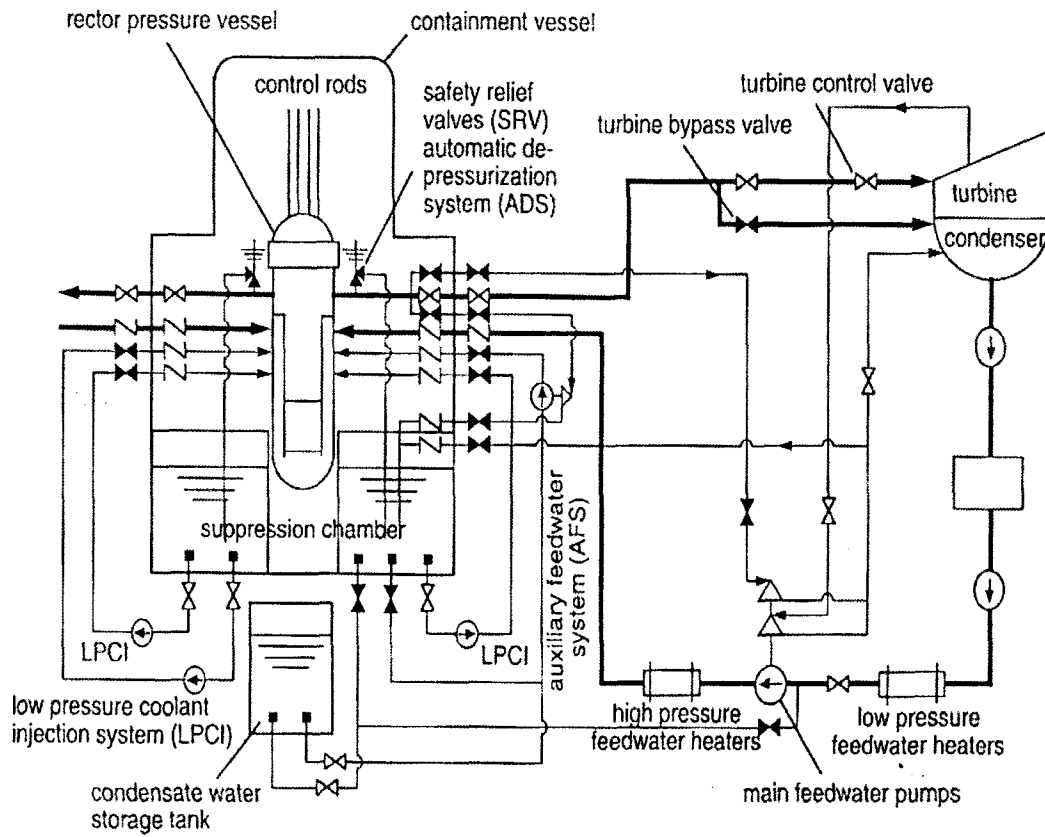 rector pressure vessel
containment vessel
control rods
safety relief
valves (SRV)
automatic de-
pressurization
system (ADS)
turbine control valve
turbine bypass valve
turbine
condenser
suppression chamber
LPCI
LPCI
auxiliary feedwater
system (AFS)
low pressure coolant
injection system (LPCI)
condensate water
storage tank
high pressure
feedwater heaters
low pressure
feedwater heaters
main feedwater pumps